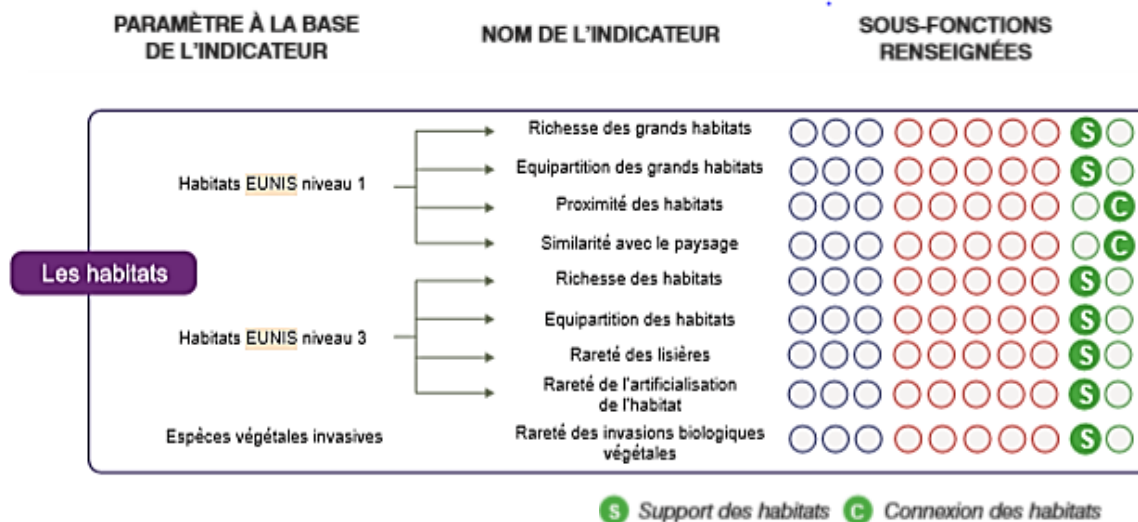 PARAMÈTRE À LA BASE
DE L'INDICATEUR
NOM DE L'INDICATEUR
SOUS-FONCTIONS
RENSEIGNÉES
Les habitats
Habitats EUNIS niveau 1
Richesse des grands habitats
S
Equipartition des grands habitats
S
Proximité des habitats
C
Similarité avec le paysage
C
Habitats EUNIS niveau 3
Richesse des habitats
S
Equipartition des habitats
S
Rareté des lisières
S
Rareté de l'artificialisation
de l'habitat
S
Espèces végétales invasives
Rareté des invasions biologiques
végétales
S
S Support des habitats C Connexion des habitats